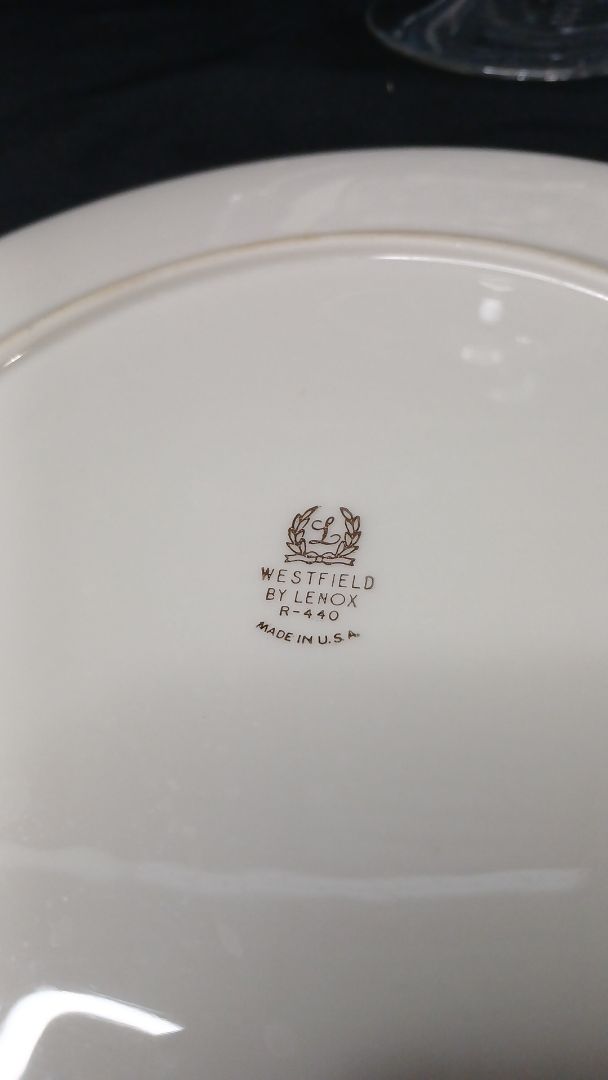 L
WESTFIELD
BY LENOX
R-440
MADE IN U.S.A.